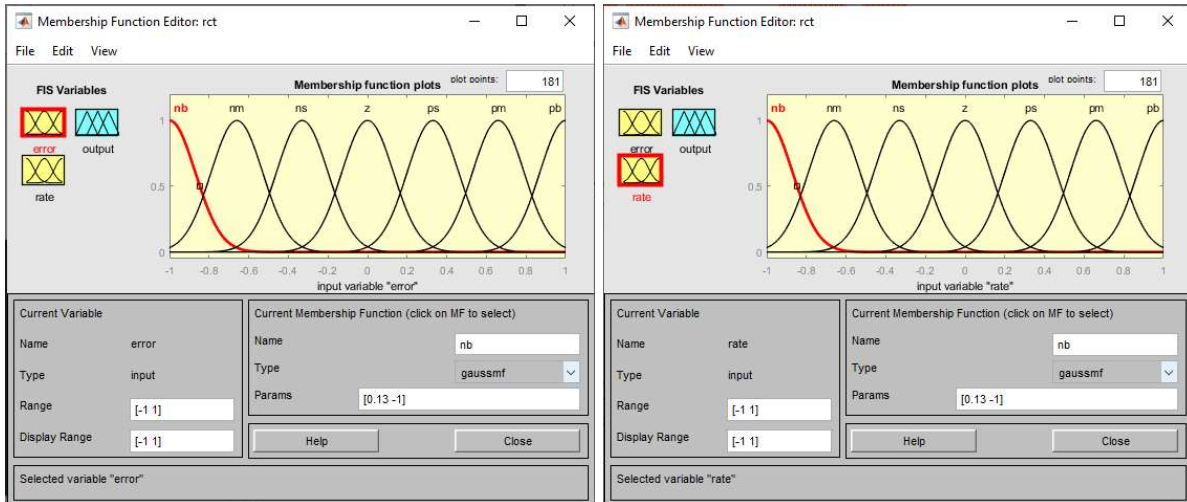 Membership Function Editor: rct
File Edit View
FIS Variables
error
output
rate
Membership function plots
plot points:
181
nb nm ns z ps pm pb
1
0.5
0
-1 -0.8 -0.6 -0.4 -0.2 0 0.2 0.4 0.6 0.8 1
input variable "error"
Current Variable
Name error
Type input
Range [-1 1]
Display Range [-1 1]
Current Membership Function (click on MF to select)
Name nb
Type gaussmf
Params [0.13 -1]
Help Close
Selected variable "error"
Membership Function Editor: rct
File Edit View
FIS Variables
error
output
rate
Membership function plots
plot points:
181
nb nm ns z ps pm pb
1
0.5
0
-1 -0.8 -0.6 -0.4 -0.2 0 0.2 0.4 0.6 0.8 1
input variable "rate"
Current Variable
Name rate
Type input
Range [-1 1]
Display Range [-1 1]
Current Membership Function (click on MF to select)
Name nb
Type gaussmf
Params [0.13 -1]
Help Close
Selected variable "rate"